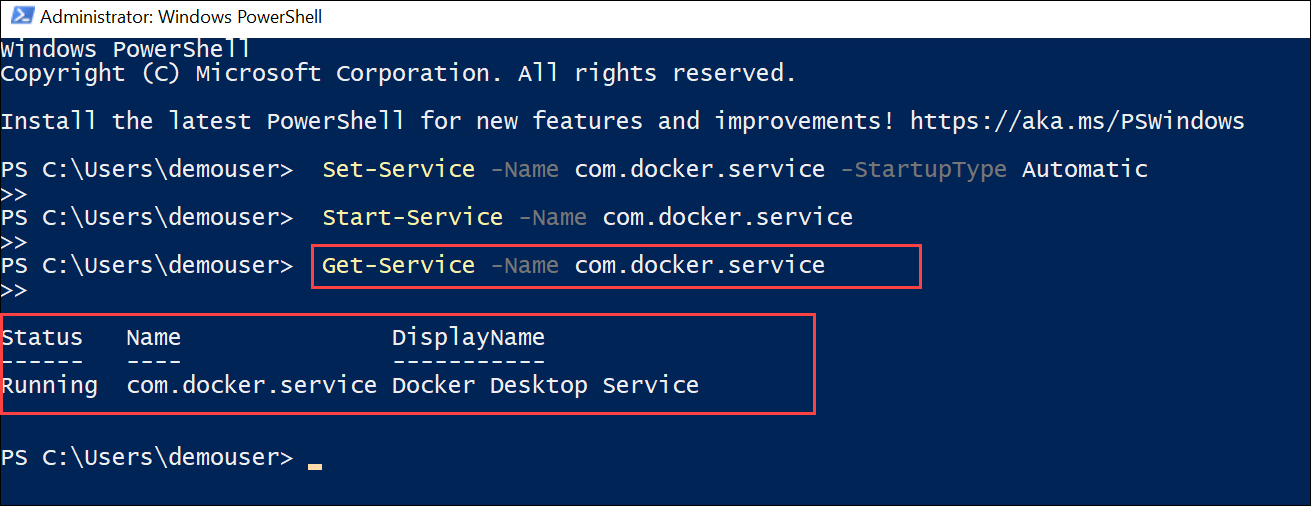 Administrator: Windows PowerShell
Windows PowerShell
Copyright (C) Microsoft Corporation. All rights reserved.
Install the latest PowerShell for new features and improvements! https://aka.ms/PSWindows
PS C:\Users\demouser>  Set-Service -Name com.docker.service -StartupType Automatic
>>
PS C:\Users\demouser>  Start-Service -Name com.docker.service
>>
PS C:\Users\demouser>  Get-Service -Name com.docker.service
>>
Status   Name               DisplayName
------   ----               -----------
Running  com.docker.service Docker Desktop Service
PS C:\Users\demouser> _